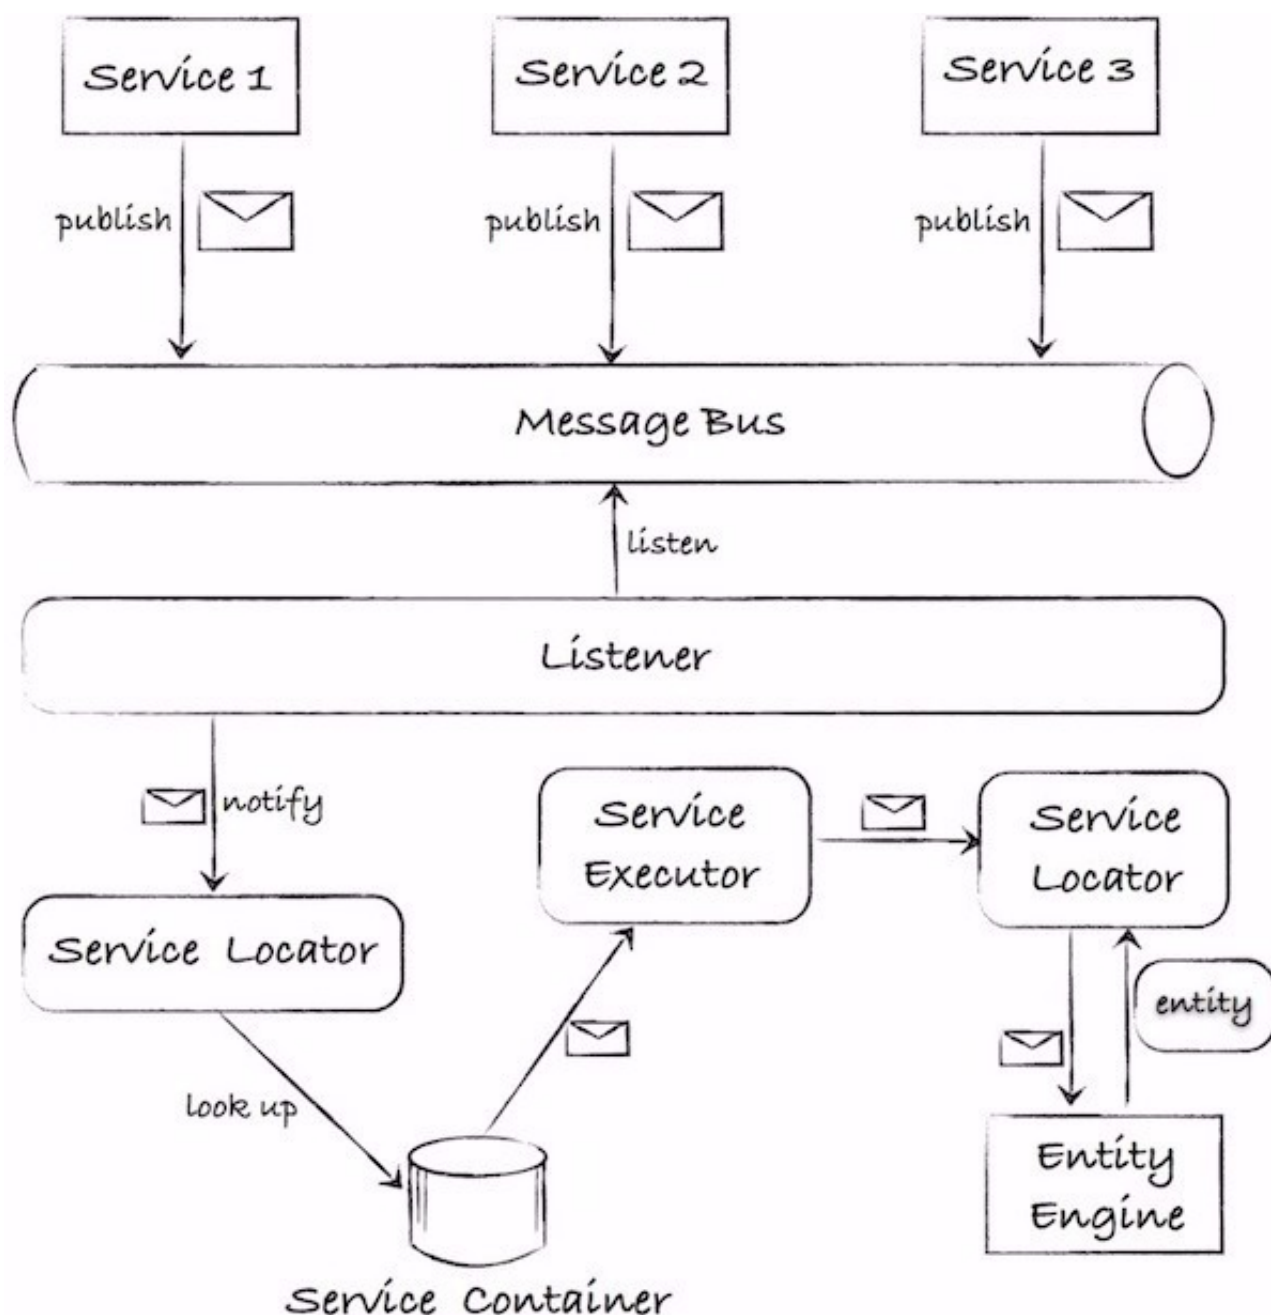 Service 1
Service 2
Service 3
publish
publish
publish
Message Bus
listen
Listener
notify
Service
Executor
Service
Locator
Service Locator
entity
look up
Entity
Engine
Service Container